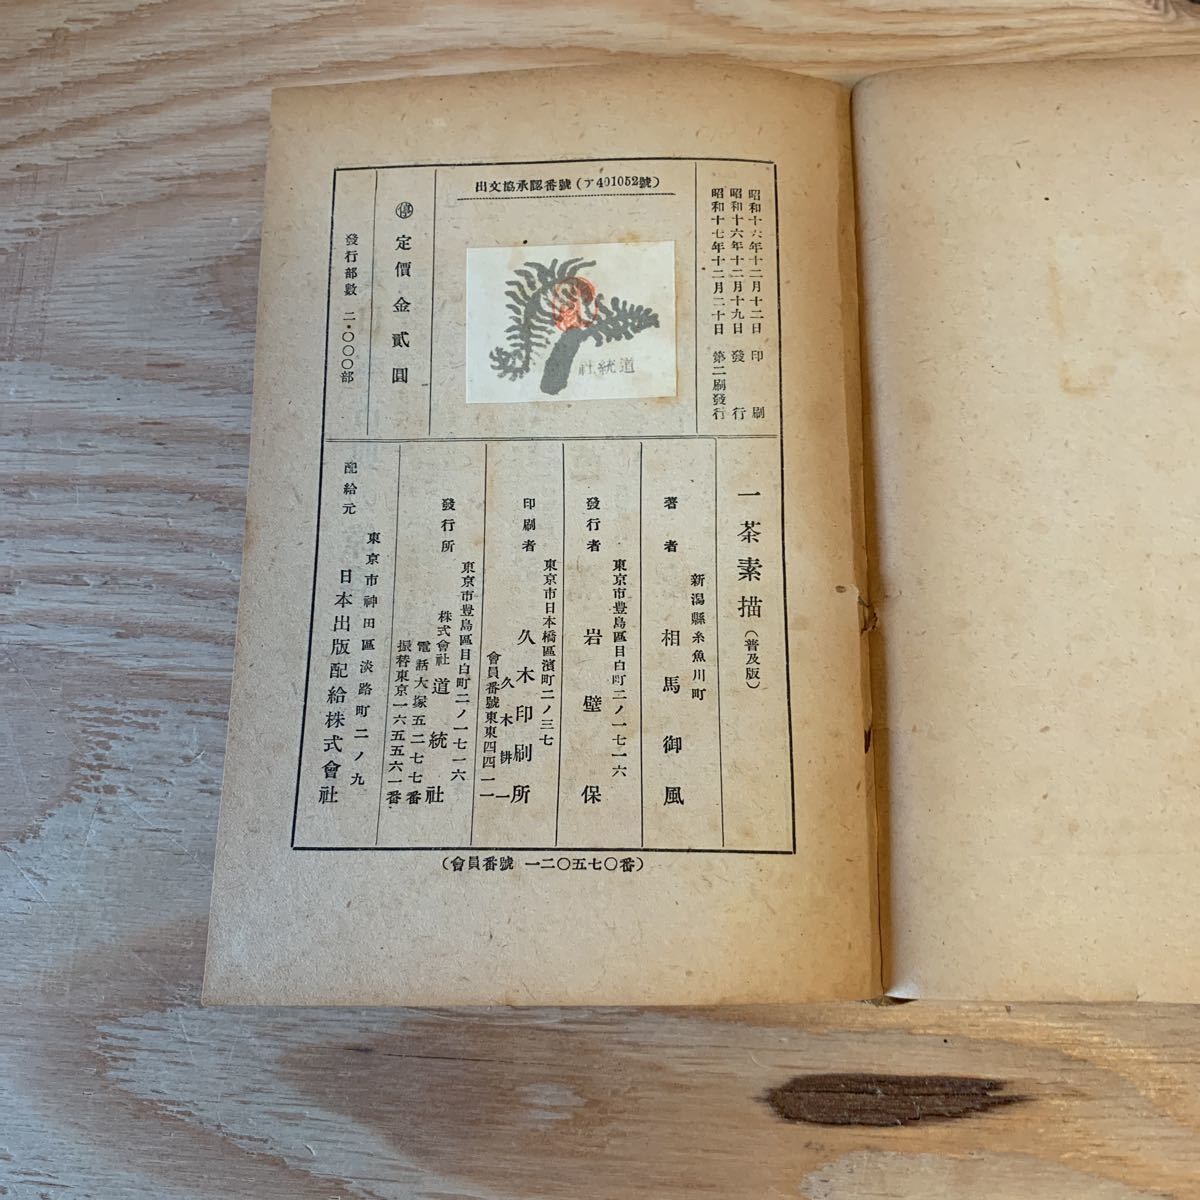 出文協承認番號(ア401052號)
昭和十六年十二月十二日 印刷
昭和十六年十二月十九日 發行
昭和十七年十二月二十日 第二刷發行
道統社
㊡ 定價金貳圓
發行部數 二・〇〇〇部
一茶素描(普及版)
新潟縣糸魚川町
著者 相馬御風
東京市豊島區目白町二ノ一七一六
發行者 岩壁保
東京市日本橋區濱町二ノ三七
印刷者 久木印刷所
久木耕一
會員番號東東四四一一
東京市豊島區目白町二ノ一七一六
發行所 株式會社 道統社
電話大塚五二七七番
振替東京一六五五六一番
東京市神田區淡路町二ノ九
配給元 日本出版配給株式會社
(會員番號 一二〇五七〇番)